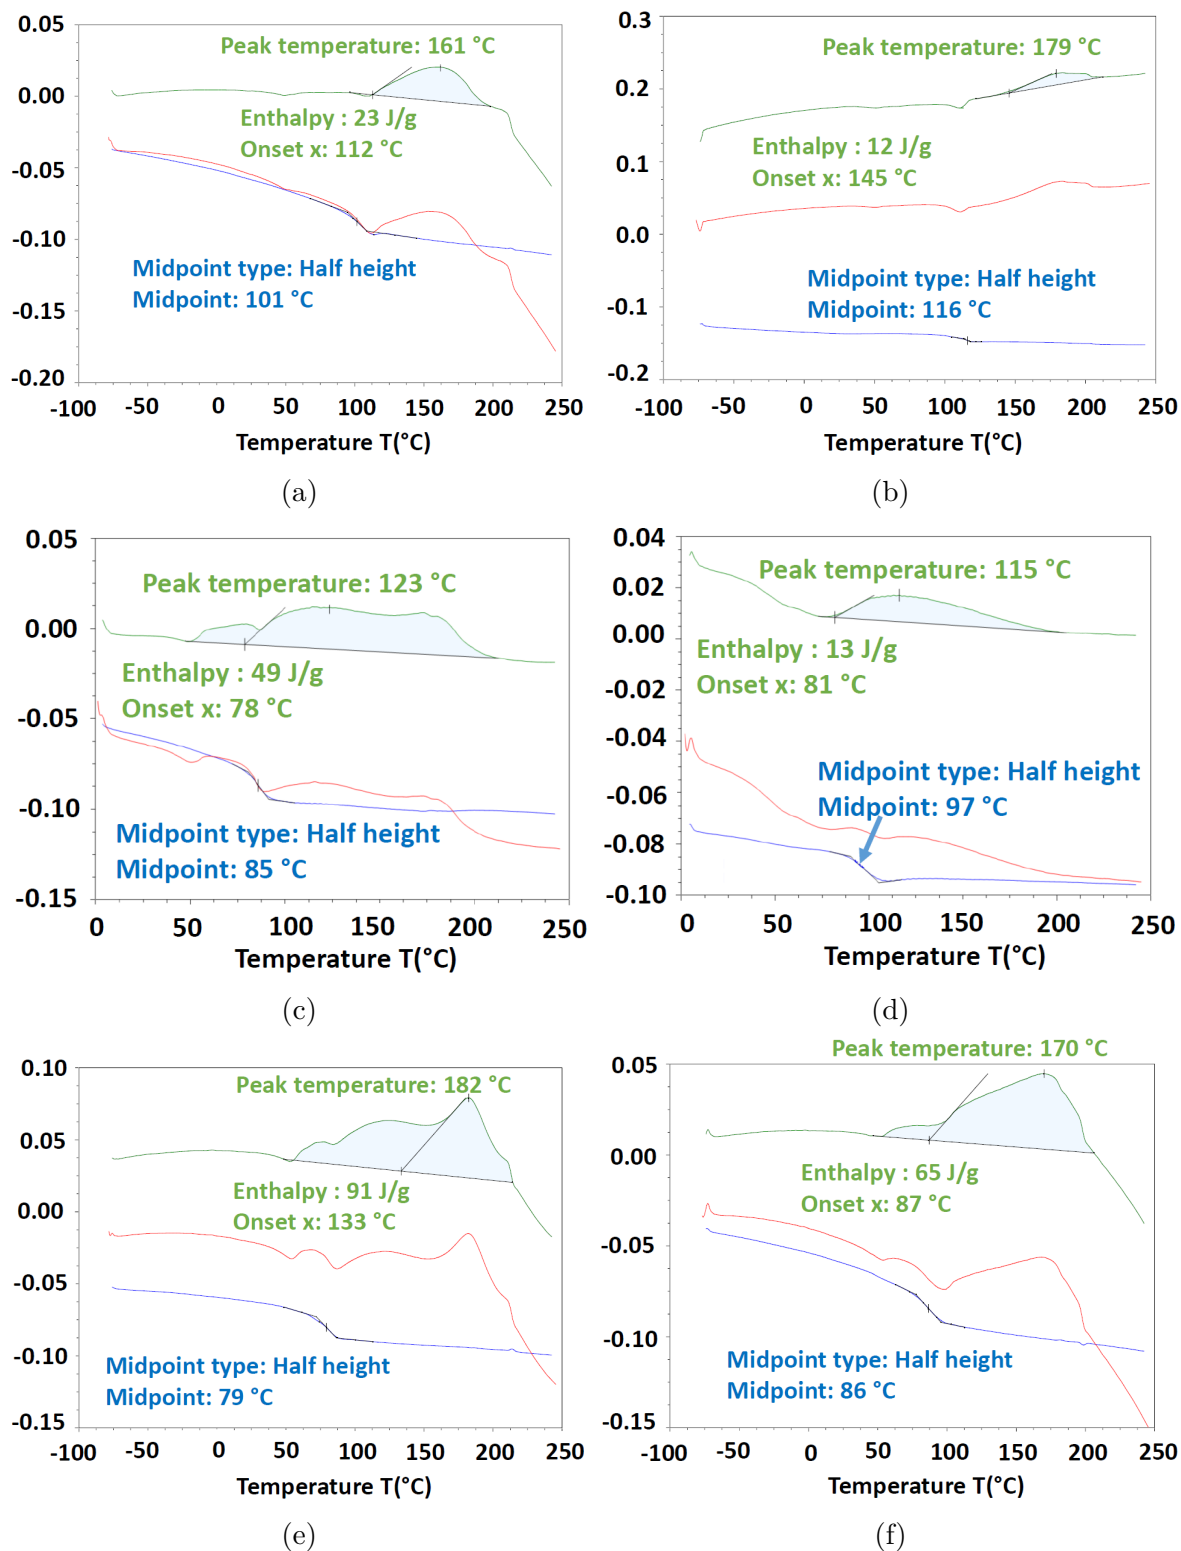 0.05
Peak temperature: 161 °C
0.00
Enthalpy : 23 J/g
Onset x: 112 °C
-0.05
-0.10
Midpoint type: Half height
Midpoint: 101 °C
-0.15
-0.20
-100 -50 0 50 100 150 200 250
Temperature T(°C)
(a)
0.3
Peak temperature: 179 °C
0.2
Enthalpy : 12 J/g
Onset x: 145 °C
0.1
0.0
Midpoint type: Half height
Midpoint: 116 °C
-0.1
-0.2
-100 -50 0 50 100 150 200 250
Temperature T(°C)
(b)
0.05
Peak temperature: 123 °C
0.00
Enthalpy : 49 J/g
Onset x: 78 °C
-0.05
-0.10
Midpoint type: Half height
Midpoint: 85 °C
-0.15
0 50 100 150 200 250
Temperature T(°C)
(c)
0.04
Peak temperature: 115 °C
0.02
0.00
Enthalpy : 13 J/g
Onset x: 81 °C
-0.02
-0.04
Midpoint type: Half height
Midpoint: 97 °C
-0.06
-0.08
-0.10
0 50 100 150 200 250
Temperature T(°C)
(d)
0.10
Peak temperature: 182 °C
0.05
Enthalpy : 91 J/g
Onset x: 133 °C
0.00
-0.05
-0.10
Midpoint type: Half height
Midpoint: 79 °C
-0.15
-100 -50 0 50 100 150 200 250
Temperature T(°C)
(e)
Peak temperature: 170 °C
0.05
0.00
Enthalpy : 65 J/g
Onset x: 87 °C
-0.05
-0.10
Midpoint type: Half height
Midpoint: 86 °C
-0.15
-100 -50 0 50 100 150 200 250
Temperature T(°C)
(f)